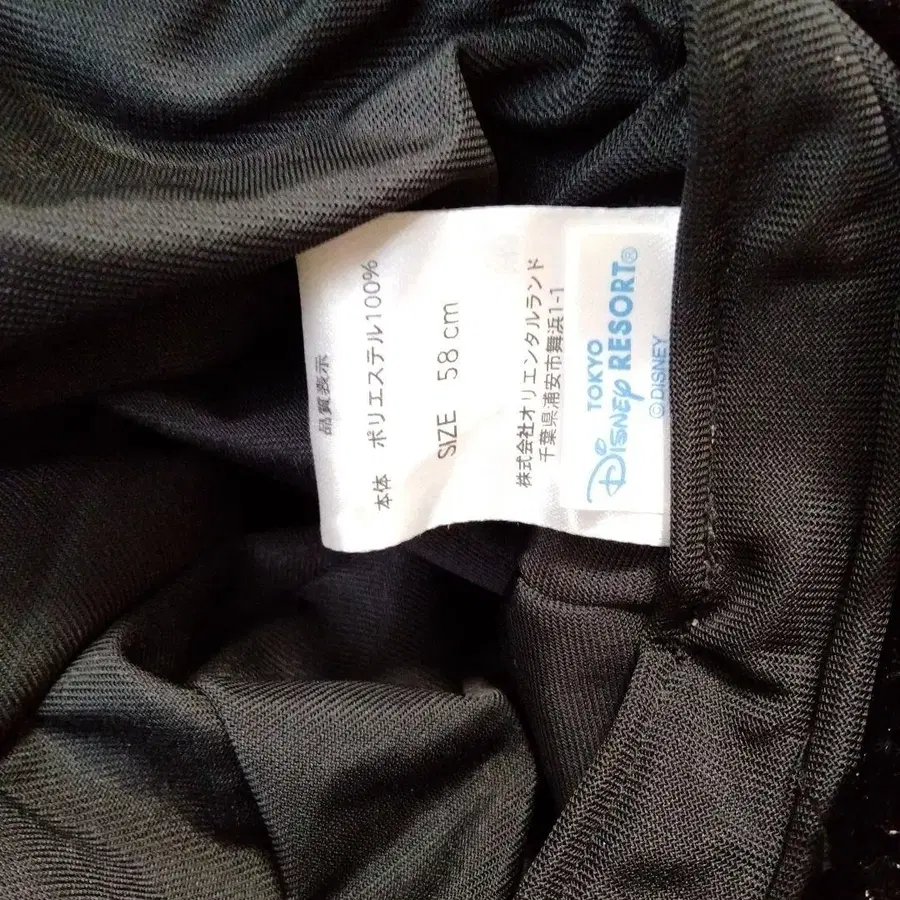 TOKYO
Disney RESORT®
©DISNEY
株式会社オリエンタルランド
千葉県浦安市舞浜1-1
SIZE 58cm
品質表示
本体 ポリエステル100%